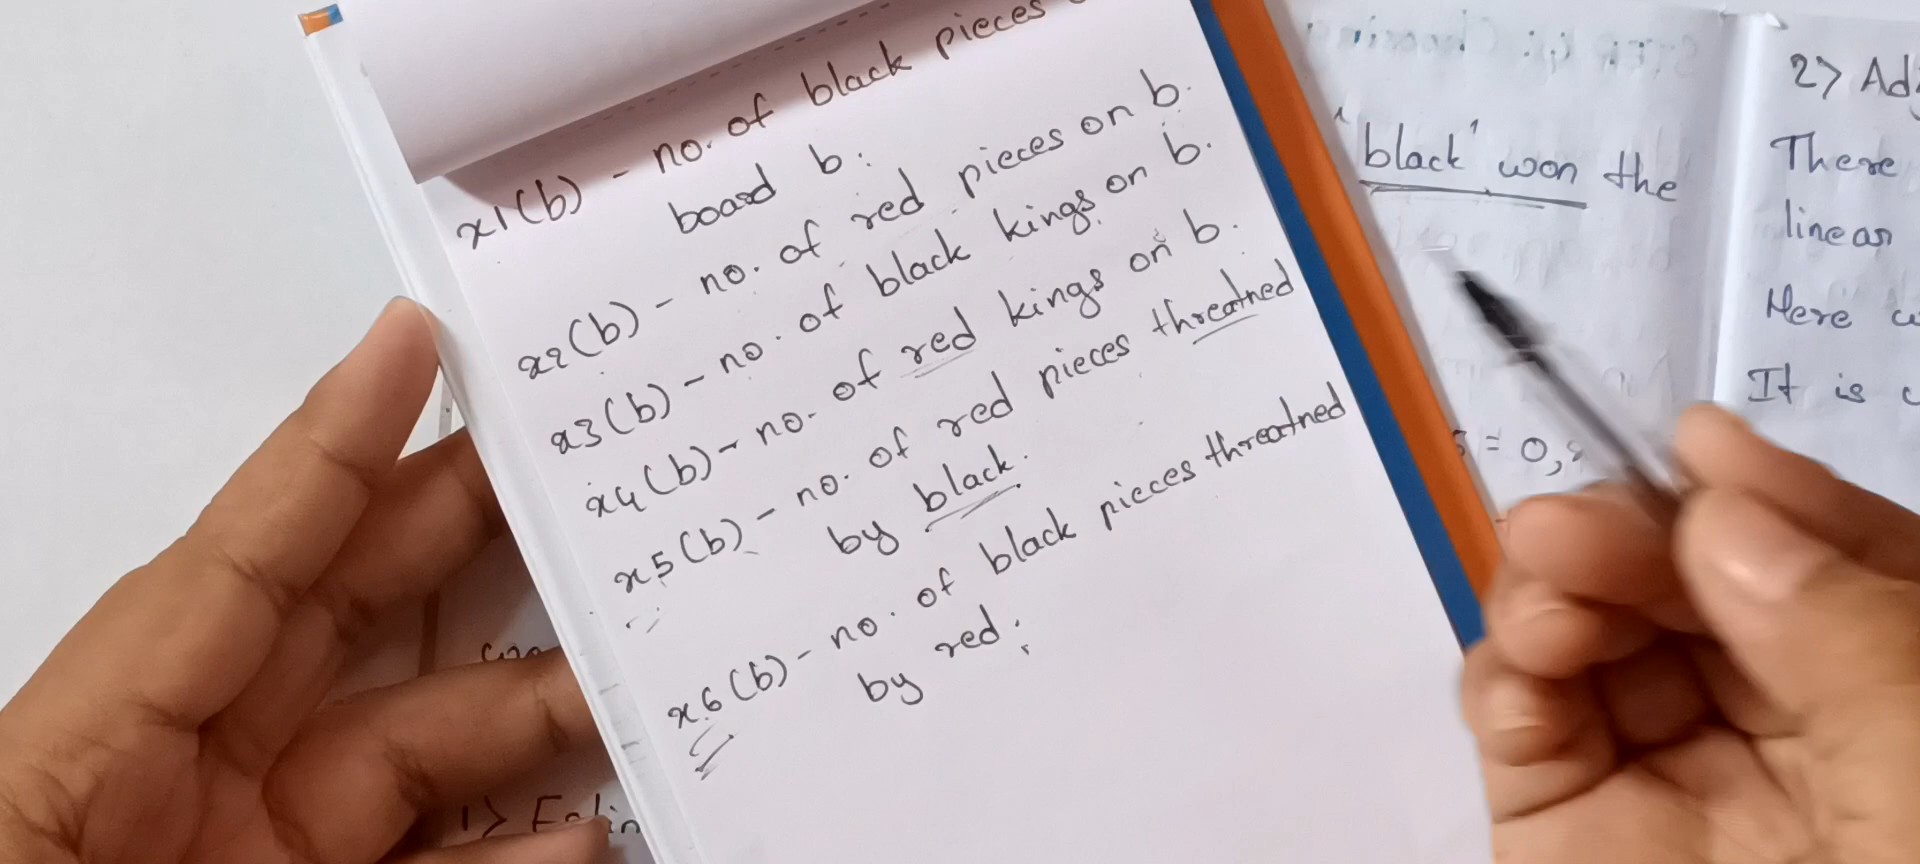 x1(b) - no. of black pieces
board b.
x2(b) - no. of red pieces on b.
x3(b) - no. of black kings on b.
x4(b) - no. of red kings on b.
x5(b) - no. of red pieces threatned
by black.
x6(b) - no. of black pieces threatned
by red.
1>
'black' won the
= 0,
2> Ad
There
linear
Here
It is